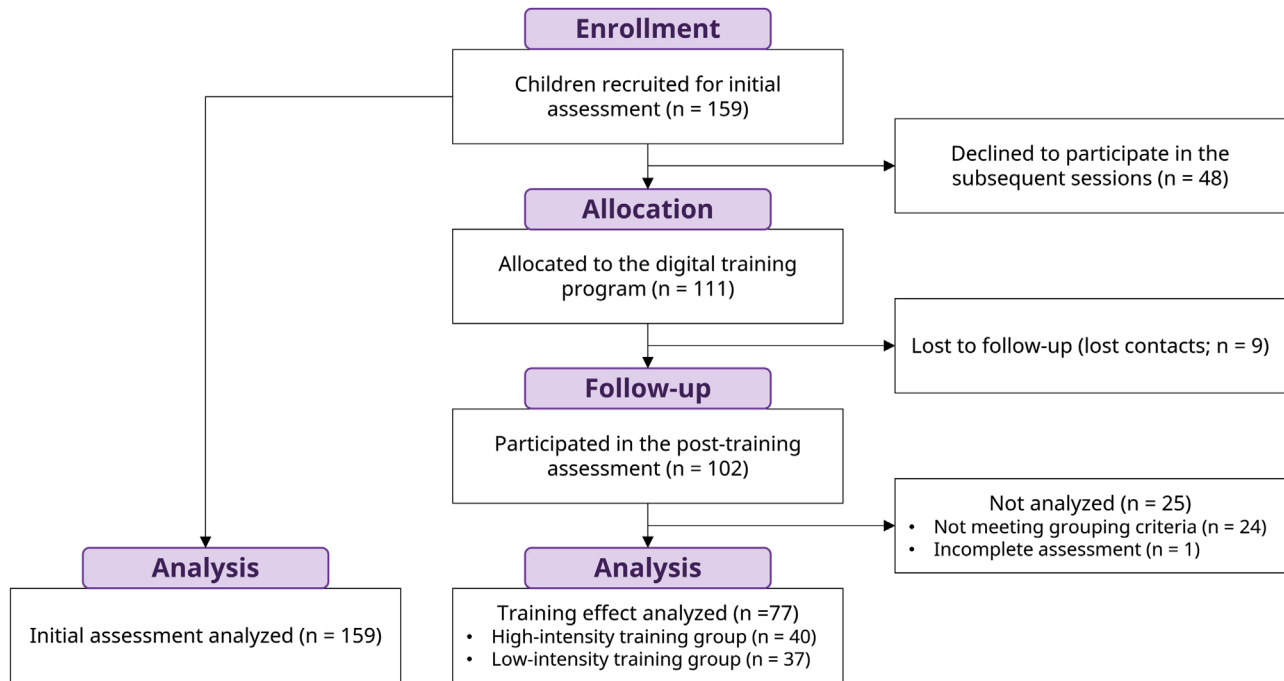 Enrollment
Children recruited for initial
assessment (n = 159)
Declined to participate in the
subsequent sessions (n = 48)
Allocation
Allocated to the digital training
program (n = 111)
Lost to follow-up (lost contacts; n = 9)
Follow-up
Participated in the post-training
assessment (n = 102)
Not analyzed (n = 25)
• Not meeting grouping criteria (n = 24)
• Incomplete assessment (n = 1)
Analysis
Initial assessment analyzed (n = 159)
Analysis
Training effect analyzed (n =77)
• High-intensity training group (n = 40)
• Low-intensity training group (n = 37)